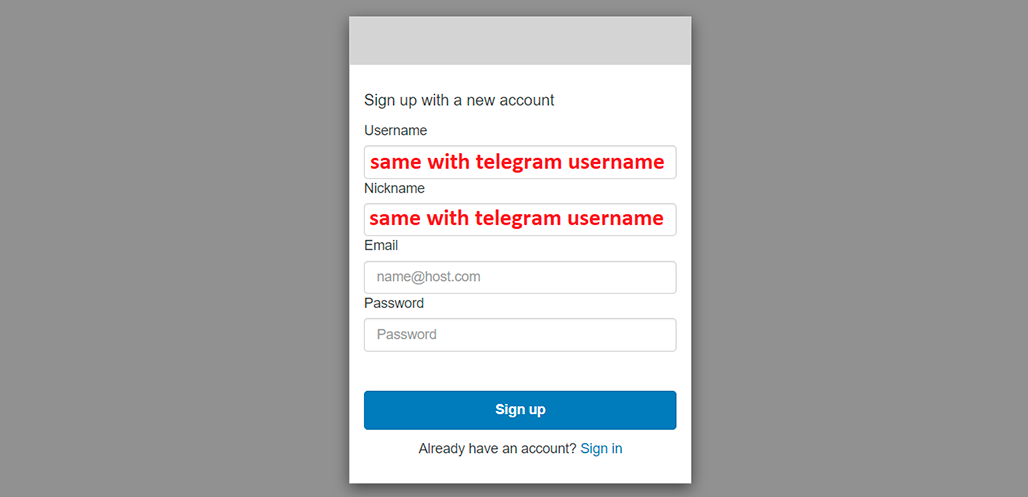 Sign up with a new account
Username
same with telegram username
Nickname
same with telegram username
Email
name@host.com
Password
Password
Sign up
Already have an account? Sign in